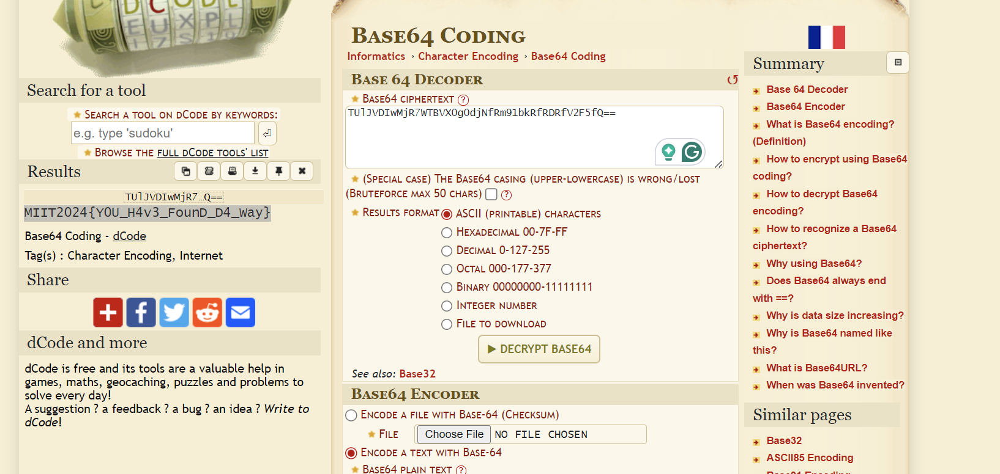 DCODE
EUXPL
Search for a tool
Search a tool on dCode by keywords:
e.g. type 'sudoku'
Browse the full dCode tools' list
Results
TUlJVDIwMjR7…Q==
MIIT2024{Y0U_H4v3_FounD_D4_Way}
Base64 Coding - dCode
Tag(s) : Character Encoding, Internet
Share
dCode and more
dCode is free and its tools are a valuable help in
games, maths, geocaching, puzzles and problems to
solve every day!
A suggestion ? a feedback ? a bug ? an idea ? Write to
dCode!
Base64 Coding
Informatics › Character Encoding › Base64 Coding
Base 64 Decoder
Base64 ciphertext ?
TUlJVDIwMjR7WTBVX0g0djNfRm91bkRfRDRfV2F5fQ==
(Special case) The Base64 casing (upper-lowercase) is wrong/lost
(Bruteforce max 50 chars) ?
Results format ASCII (printable) characters
Hexadecimal 00-7F-FF
Decimal 0-127-255
Octal 000-177-377
Binary 00000000-11111111
Integer number
File to download
► DECRYPT BASE64
See also: Base32
Base64 Encoder
Encode a file with Base-64 (Checksum)
File Choose File No file chosen
Encode a text with Base-64
Base64 plain text ?
Summary
Base 64 Decoder
Base64 Encoder
What is Base64 encoding?
(Definition)
How to encrypt using Base64
coding?
How to decrypt Base64
encoding?
How to recognize a Base64
ciphertext?
Why using Base64?
Does Base64 always end
with ==?
Why is data size increasing?
Why is Base64 named like
this?
What is Base64URL?
When was Base64 invented?
Similar pages
Base32
ASCII85 Encoding